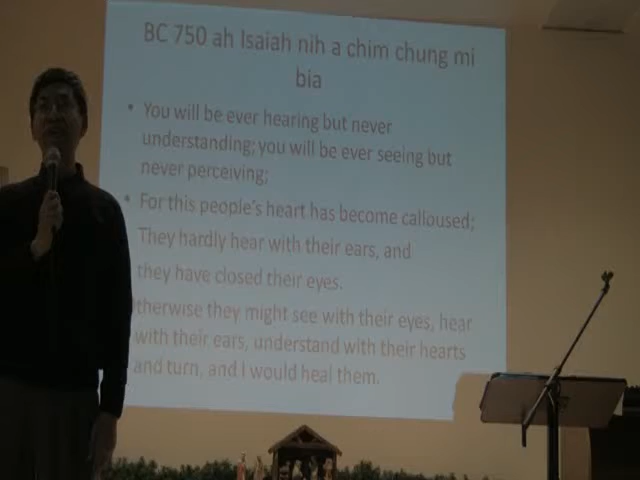 BC 750 ah Isaiah nih a chim chung mi
bia
• You will be ever hearing but never
understanding; you will be ever seeing but
never perceiving;
• For this people's heart has become calloused;
They hardly hear with their ears, and
they have closed their eyes.
therwise they might see with their eyes, hear
with their ears, understand with their hearts
and turn, and I would heal them.